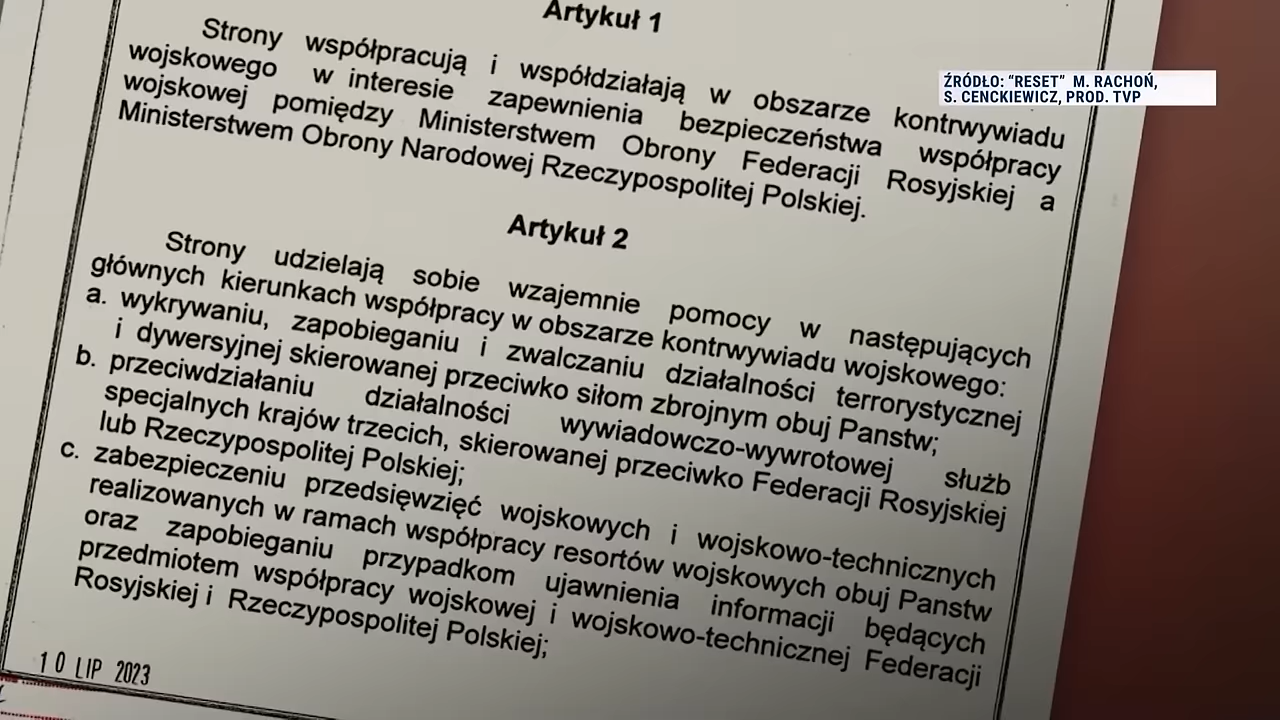 Artykuł 1
Strony współpracują i współdziałają w obszarze kontrwywiadu
wojskowego w interesie zapewnienia bezpieczeństwa współpracy
wojskowej pomiędzy Ministerstwem Obrony Federacji Rosyjskiej a
Ministerstwem Obrony Narodowej Rzeczypospolitej Polskiej.
ŹRÓDŁO: “RESET” M. RACHOŃ,
S. CENCKIEWICZ, PROD. TVP
Artykuł 2
Strony udzielają sobie wzajemnie pomocy w następujących
głównych kierunkach współpracy w obszarze kontrwywiadu wojskowego:
a. wykrywaniu, zapobieganiu i zwalczaniu działalności terrorystycznej
i dywersyjnej skierowanej przeciwko siłom zbrojnym obuj Panstw;
b. przeciwdziałaniu działalności wywiadowczo-wywrotowej służb
specjalnych krajów trzecich, skierowanej przeciwko Federacji Rosyjskiej
lub Rzeczypospolitej Polskiej;
c. zabezpieczeniu przedsięwzięć wojskowych i wojskowo-technicznych
realizowanych w ramach współpracy resortów wojskowych obuj Panstw
oraz zapobieganiu przypadkom ujawnienia informacji będących
przedmiotem współpracy wojskowej i wojskowo-technicznej Federacji
Rosyjskiej i Rzeczypospolitej Polskiej;
10 LIP 2023